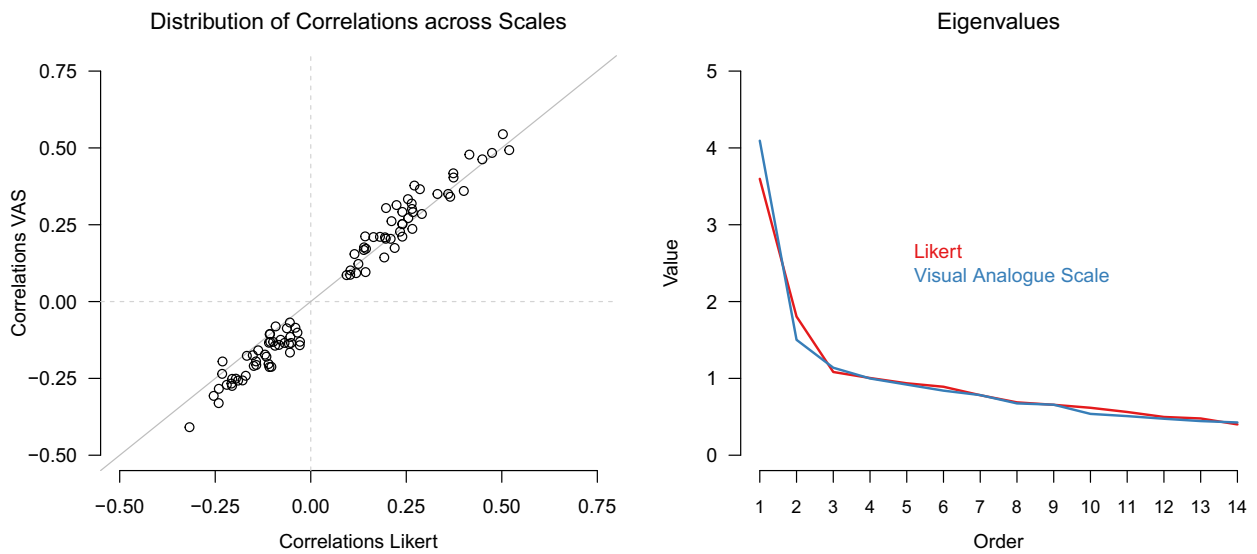 Distribution of Correlations across Scales
0.75
0.50
0.25
0.00
−0.25
−0.50
Correlations VAS
−0.50 −0.25 0.00 0.25 0.50 0.75
Correlations Likert
Eigenvalues
5
4
3
2
1
0
Value
Likert
Visual Analogue Scale
1 2 3 4 5 6 7 8 9 10 11 12 13 14
Order